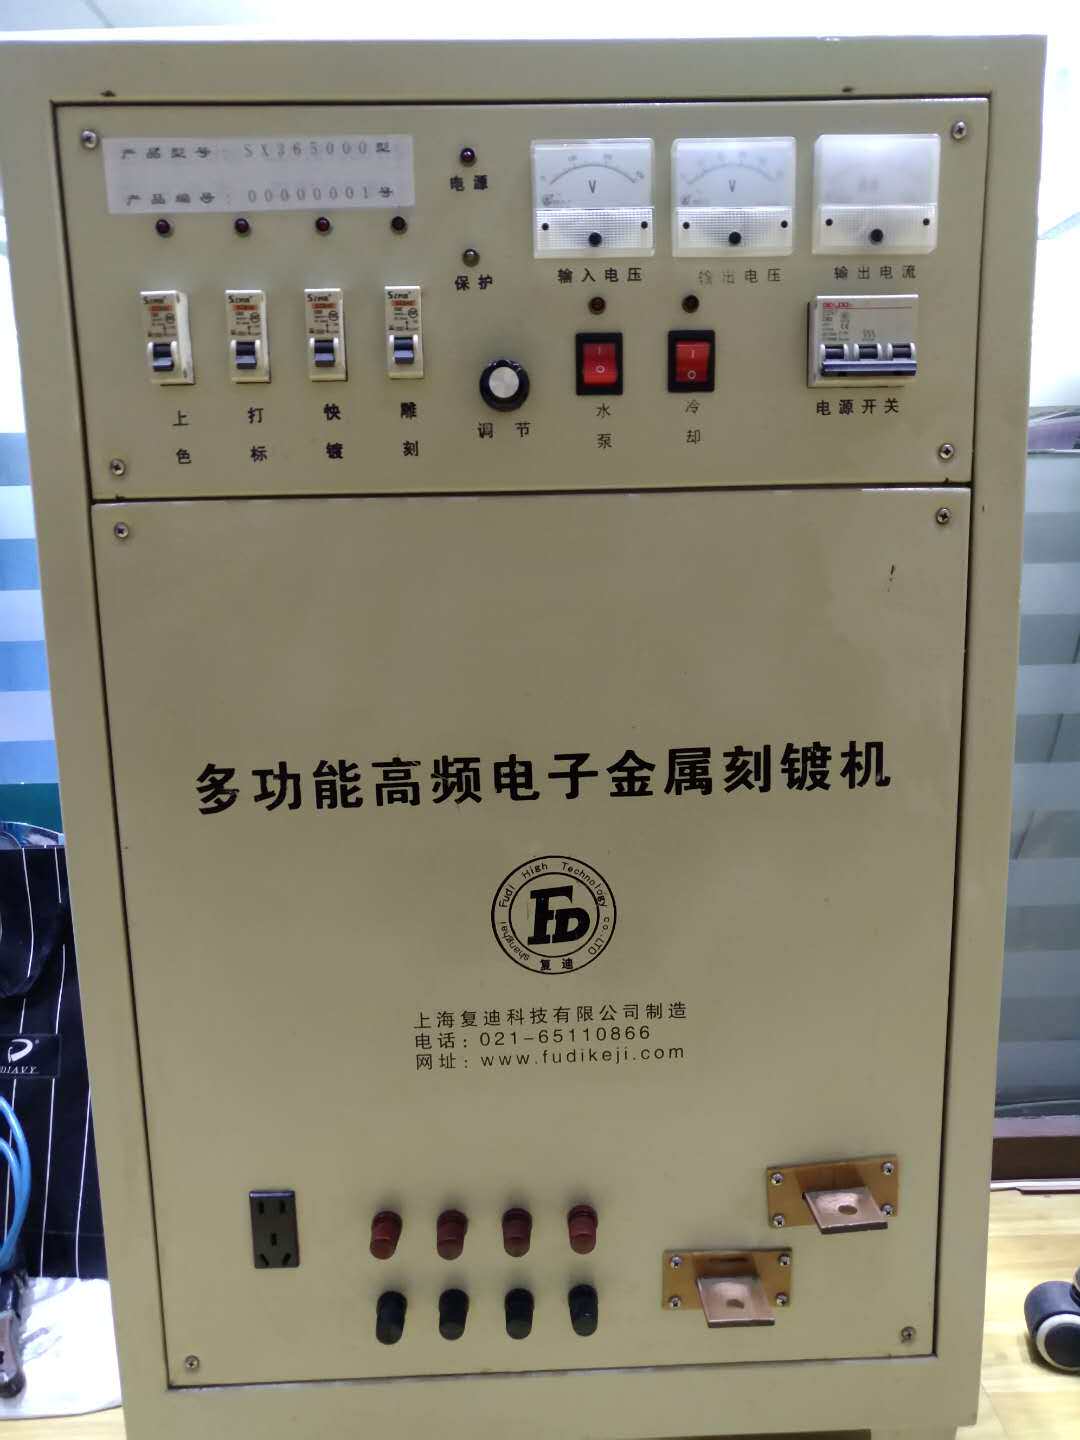 产品型号：SX365000型
产品编号：00000001号
电源
保护
V
V
输入电压
输出电压
输出电流
上色
打标
快镀
雕刻
调节
水泵
冷却
电源开关
多功能高频电子金属刻镀机
shanghai Fudi High Technology co.,LTD
FD
复迪
上海复迪科技有限公司制造
电话：021-65110866
网址：www.fudikeji.com